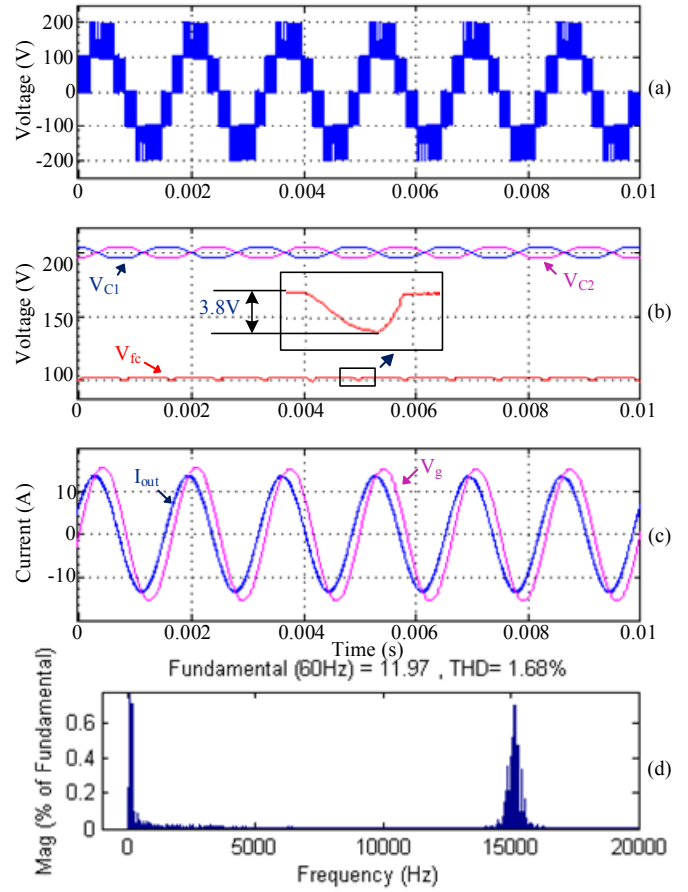 200
100
0
-100
-200
Voltage (V)
(a)
0 0.002 0.004 0.006 0.008 0.01
200
150
100
Voltage (V)
V_C1
V_C2
3.8V
V_fc
(b)
0 0.002 0.004 0.006 0.008 0.01
10
0
-10
Current (A)
I_out
V_g
(c)
0 0.002 0.004 0.006 0.008 0.01
Time (s)
Fundamental (60Hz) = 11.97 , THD= 1.68%
0.6
0.4
0.2
0
Mag (% of Fundamental)
(d)
0 5000 10000 15000 20000
Frequency (Hz)